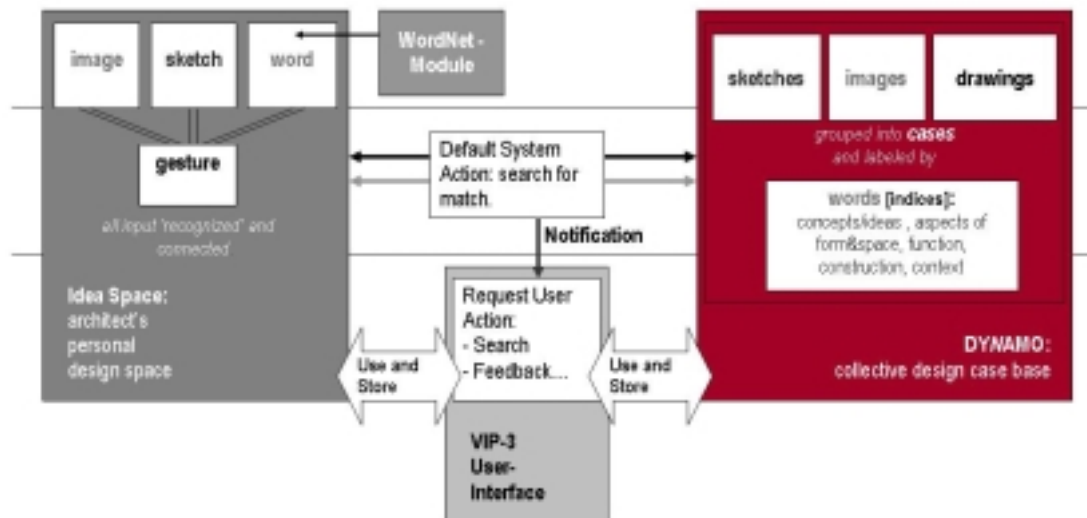 image
sketch
word
WordNet -
Module
gesture
all input 'recognized' and
connected
Idea Space:
architect's
personal
design space
Default System
Action: search for
match.
Notification
Request User
Action:
- Search
- Feedback...
Use and
Store
Use and
Store
VIP-3
User-
Interface
sketches
images
drawings
grouped into cases
and labeled by
words [indices]:
concepts/ideas , aspects of
form&space, function,
construction, context
DYNAMO:
collective design case base